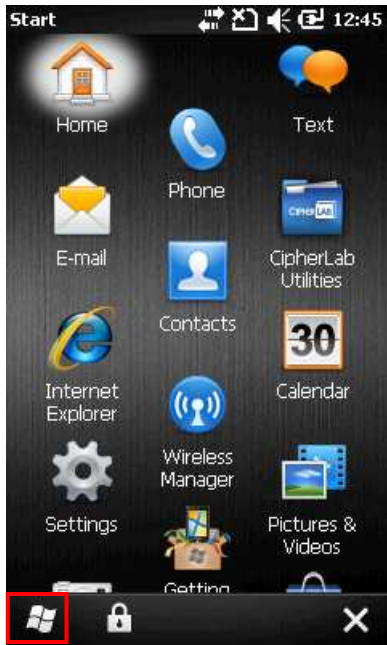 Start 12:45
Home
Text
Phone
E-mail
CIPHERLAB
CipherLab
Utilities
Contacts
30
Internet
Explorer
Calendar
Wireless
Manager
Settings
Pictures &
Videos
Getting